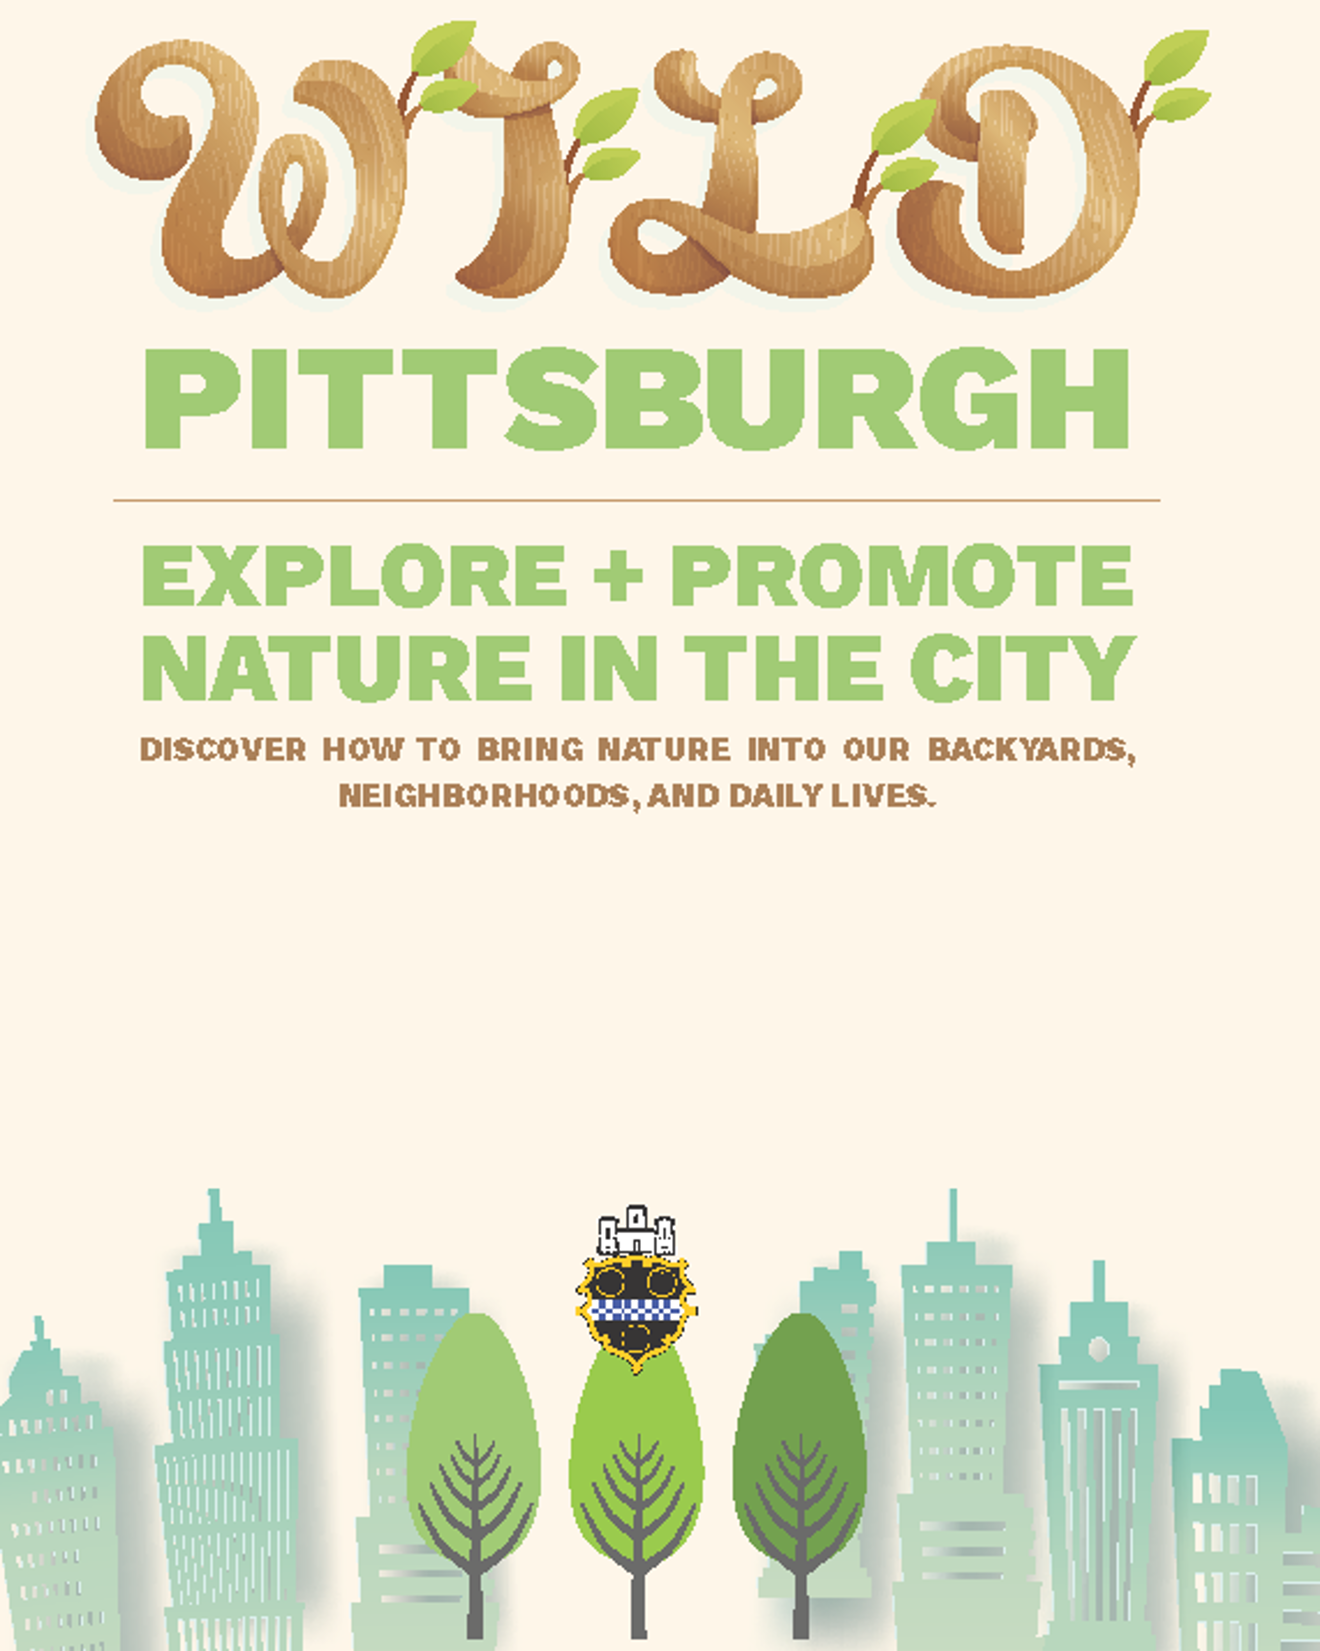 WILD
PITTSBURGH
EXPLORE + PROMOTE
NATURE IN THE CITY
DISCOVER HOW TO BRING NATURE INTO OUR BACKYARDS,
NEIGHBORHOODS, AND DAILY LIVES.